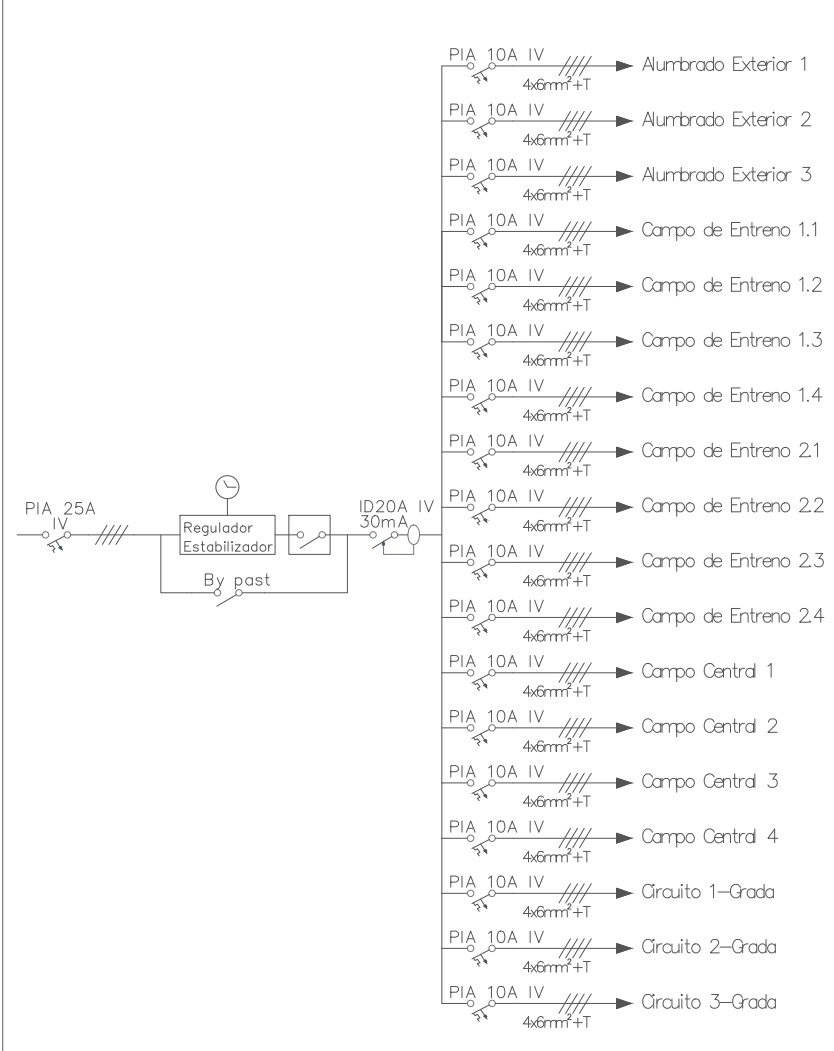 PIA 10A IV
4x6mm²+T
Alumbrado Exterior 1
PIA 10A IV
4x6mm²+T
Alumbrado Exterior 2
PIA 10A IV
4x6mm²+T
Alumbrado Exterior 3
PIA 10A IV
4x6mm²+T
Campo de Entreno 1.1
PIA 10A IV
4x6mm²+T
Campo de Entreno 1.2
PIA 10A IV
4x6mm²+T
Campo de Entreno 1.3
PIA 10A IV
4x6mm²+T
Campo de Entreno 1.4
PIA 10A IV
4x6mm²+T
Campo de Entreno 2.1
PIA 10A IV
4x6mm²+T
Campo de Entreno 2.2
PIA 10A IV
4x6mm²+T
Campo de Entreno 2.3
PIA 10A IV
4x6mm²+T
Campo de Entreno 2.4
PIA 10A IV
4x6mm²+T
Campo Central 1
PIA 10A IV
4x6mm²+T
Campo Central 2
PIA 10A IV
4x6mm²+T
Campo Central 3
PIA 10A IV
4x6mm²+T
Campo Central 4
PIA 10A IV
4x6mm²+T
Circuito 1-Grada
PIA 10A IV
4x6mm²+T
Circuito 2-Grada
PIA 10A IV
4x6mm²+T
Circuito 3-Grada
PIA 25A
IV
Regulador
Estabilizador
By past
ID20A IV
30mA